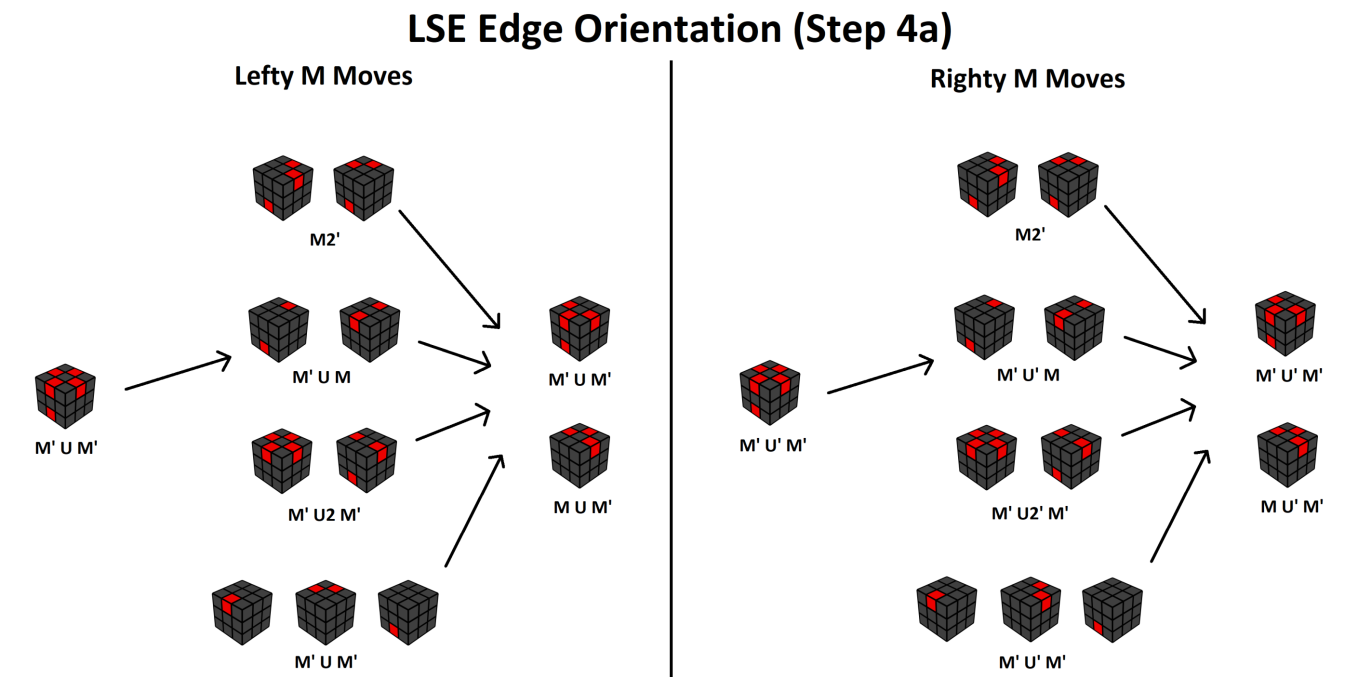 LSE Edge Orientation (Step 4a)
Lefty M Moves
M2'
M' U M
M' U M'
M' U M'
M' U2 M'
M U M'
M' U M'
Righty M Moves
M2'
M' U' M
M' U' M'
M' U' M'
M' U2' M'
M U' M'
M' U' M'